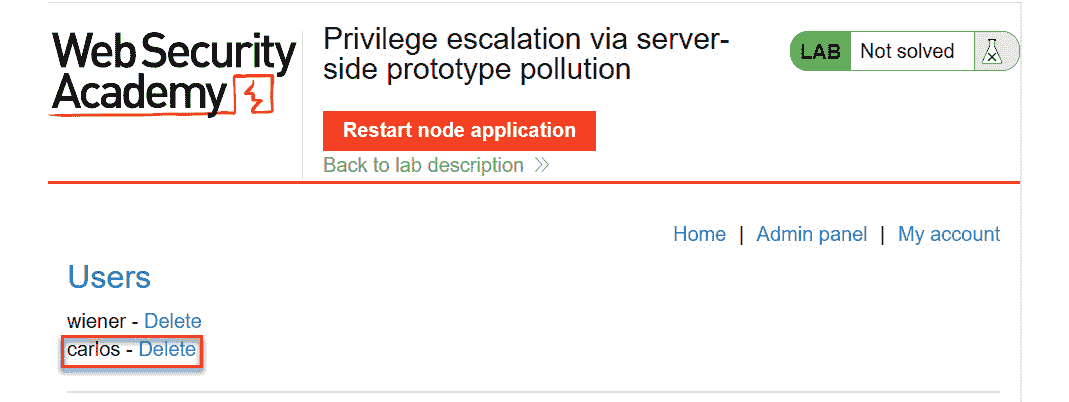 Web Security
Academy
Privilege escalation via server-
side prototype pollution
LAB Not solved
Restart node application
Back to lab description
Home | Admin panel | My account
Users
wiener - Delete
carlos - Delete